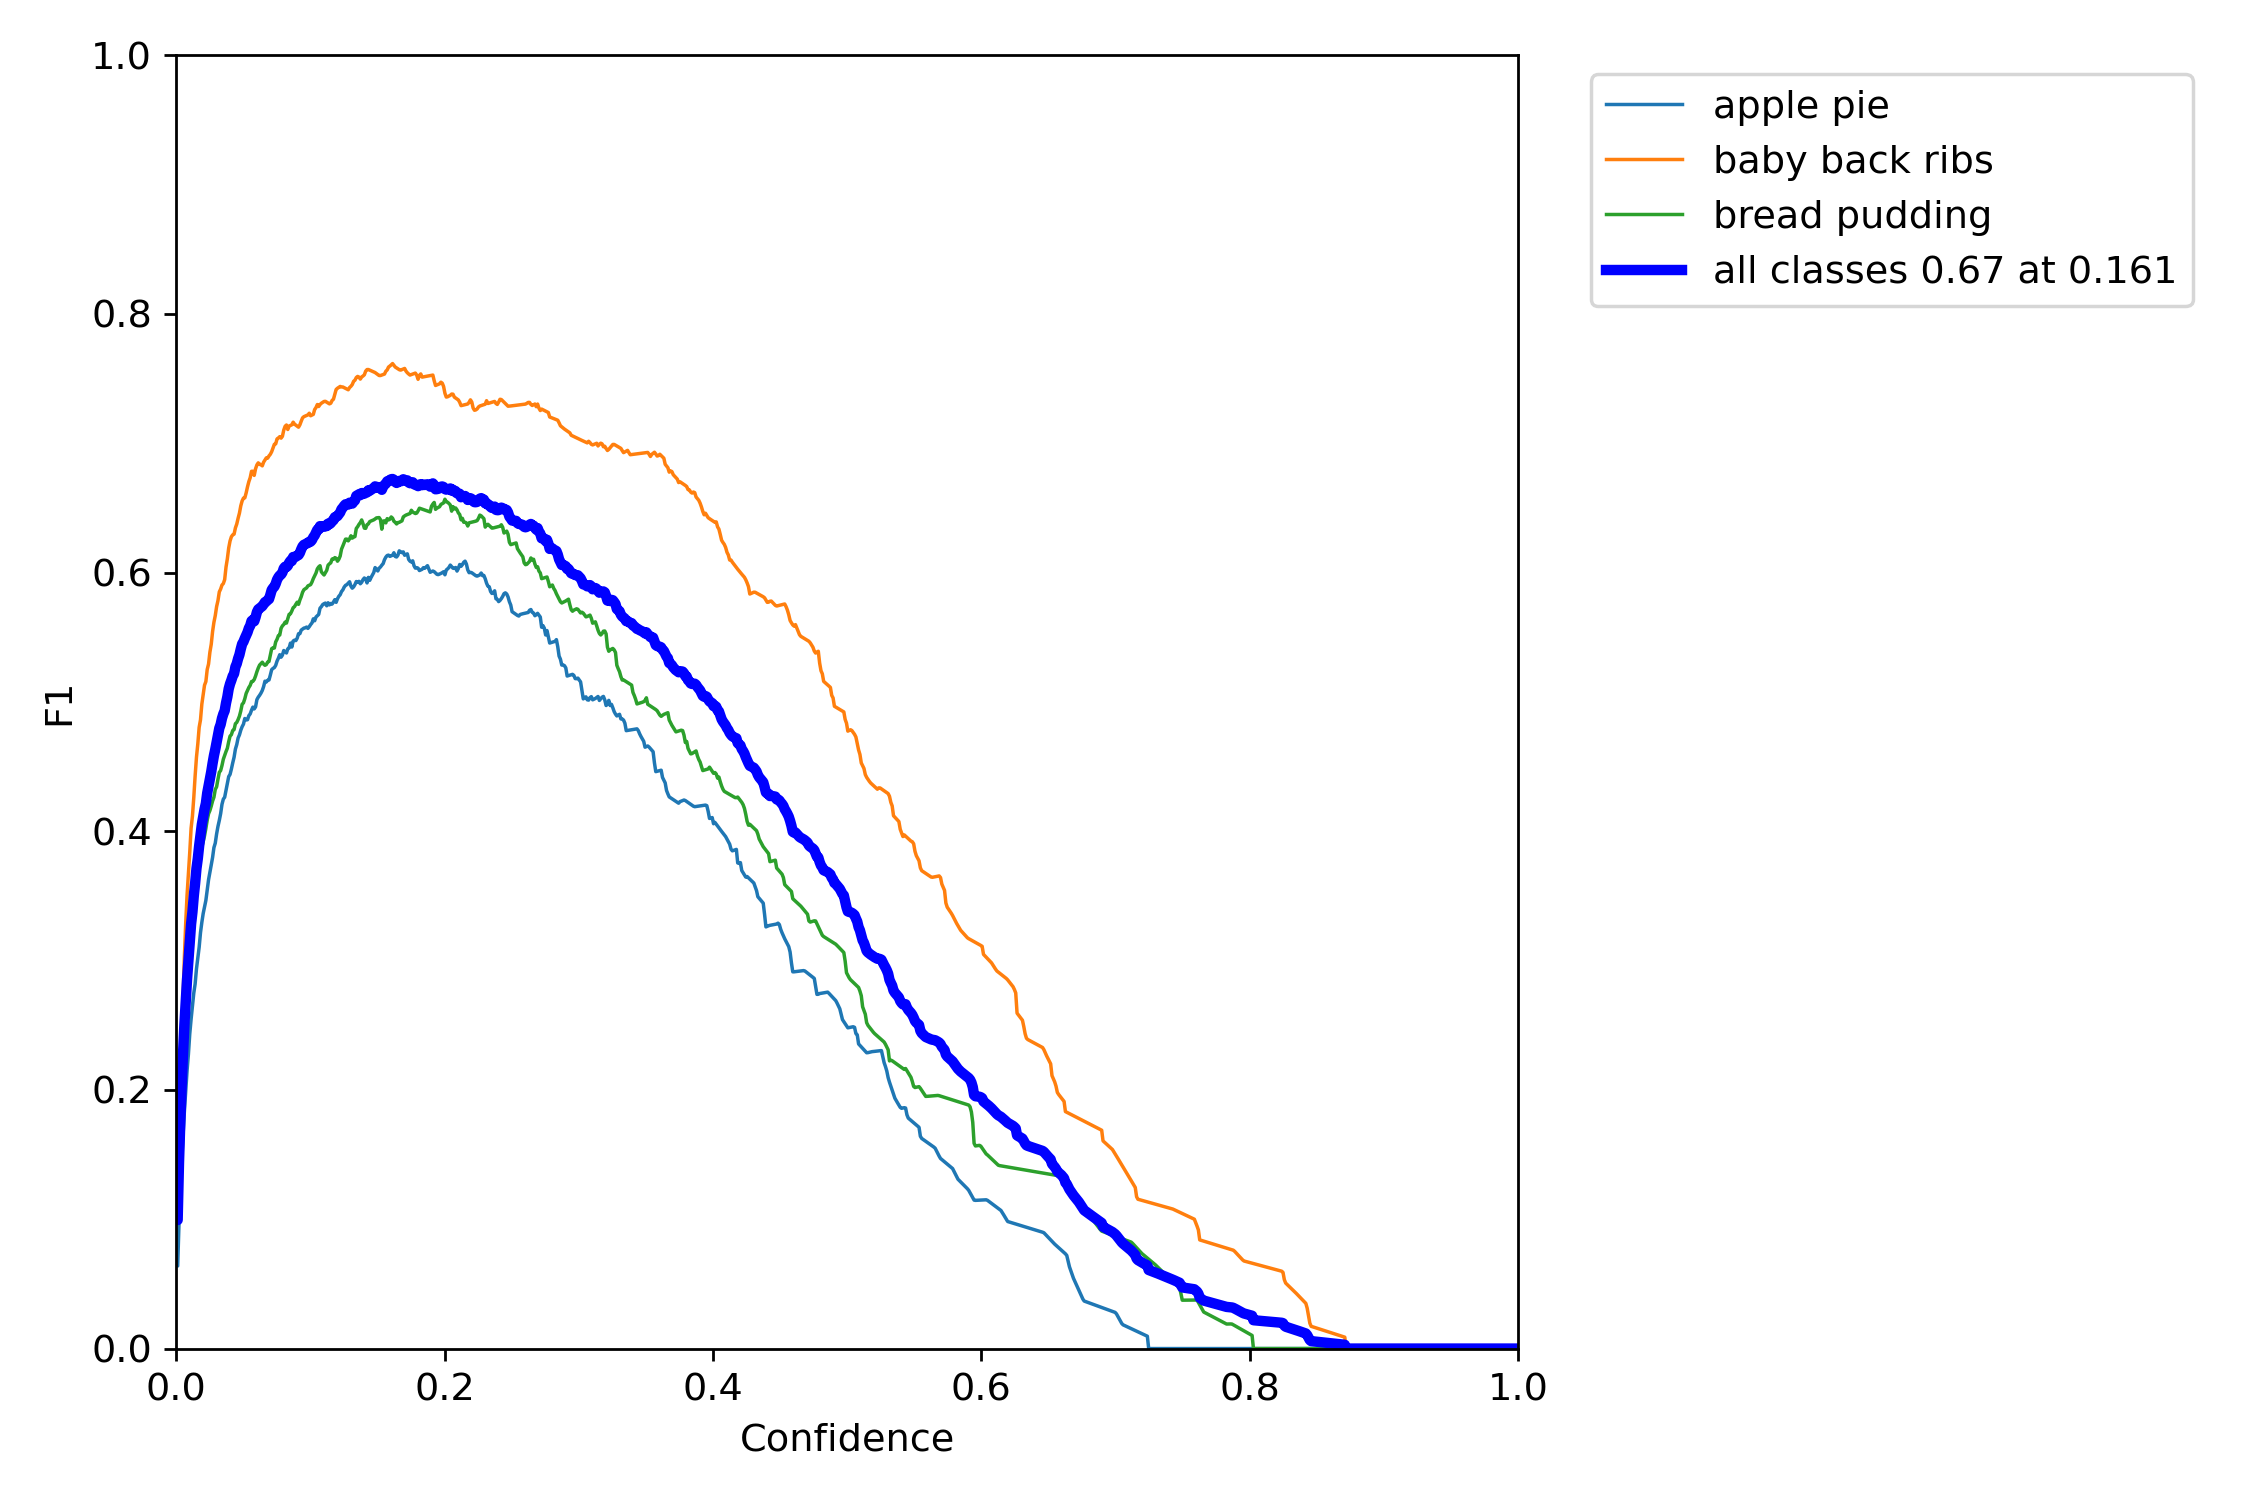 1.0
0.8
0.6
0.4
0.2
0.0
F1
0.0 0.2 0.4 0.6 0.8 1.0
Confidence
apple pie
baby back ribs
bread pudding
all classes 0.67 at 0.161